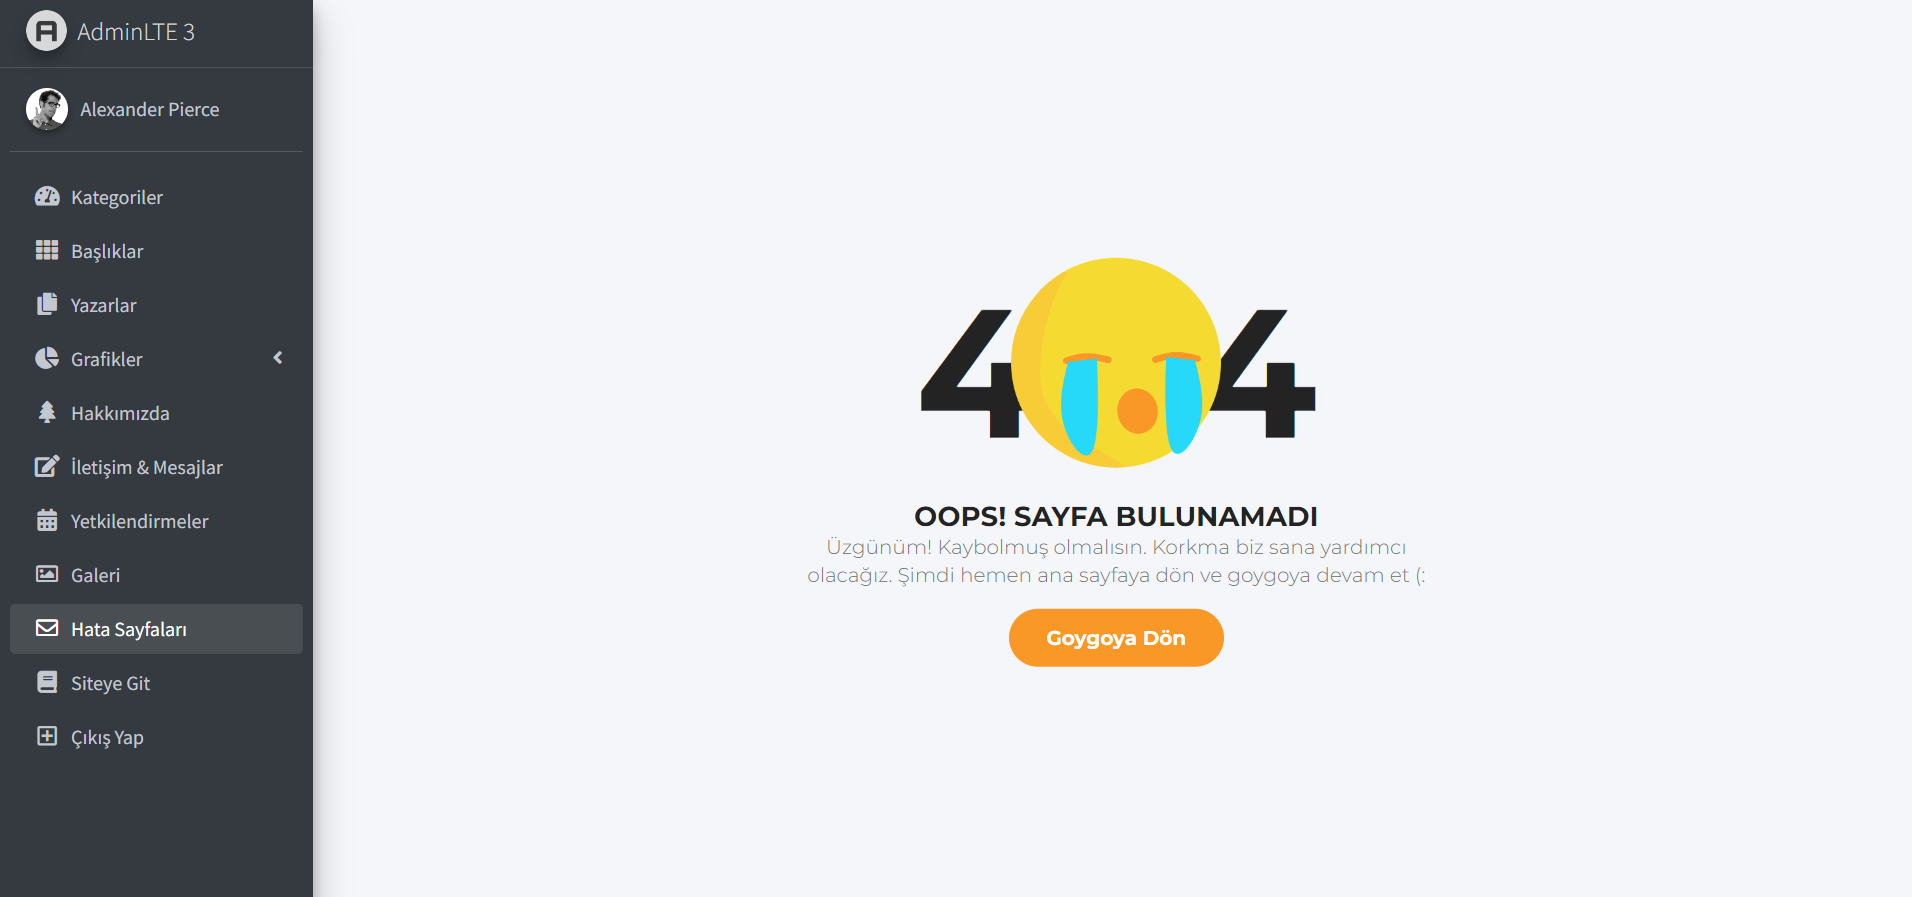 AdminLTE 3
Alexander Pierce
Kategoriler
Başlıklar
Yazarlar
Grafikler
Hakkımızda
İletişim & Mesajlar
Yetkilendirmeler
Galeri
Hata Sayfaları
Siteye Git
Çıkış Yap
4 4
OOPS! SAYFA BULUNAMADI
Üzgünüm! Kaybolmuş olmalısın. Korkma biz sana yardımcı
olacağız. Şimdi hemen ana sayfaya dön ve goygoya devam et (:
Goygoya Dön